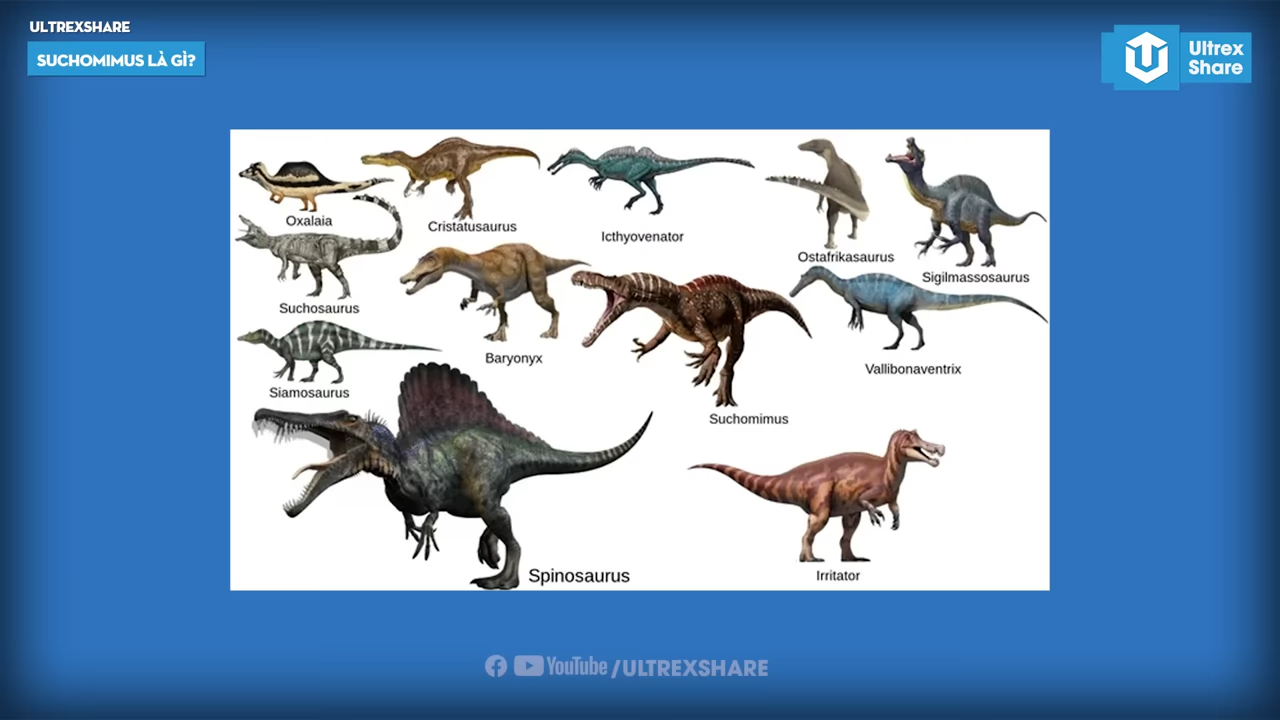 ULTREXSHARE
SUCHOMIMUS LÀ GÌ?
Ultrex
Share
Oxalaia
Cristatusaurus
Icthyovenator
Ostafrikasaurus
Sigilmassosaurus
Suchosaurus
Baryonyx
Vallibonaventrix
Siamosaurus
Suchomimus
Spinosaurus
Irritator
YouTube /ULTREXSHARE